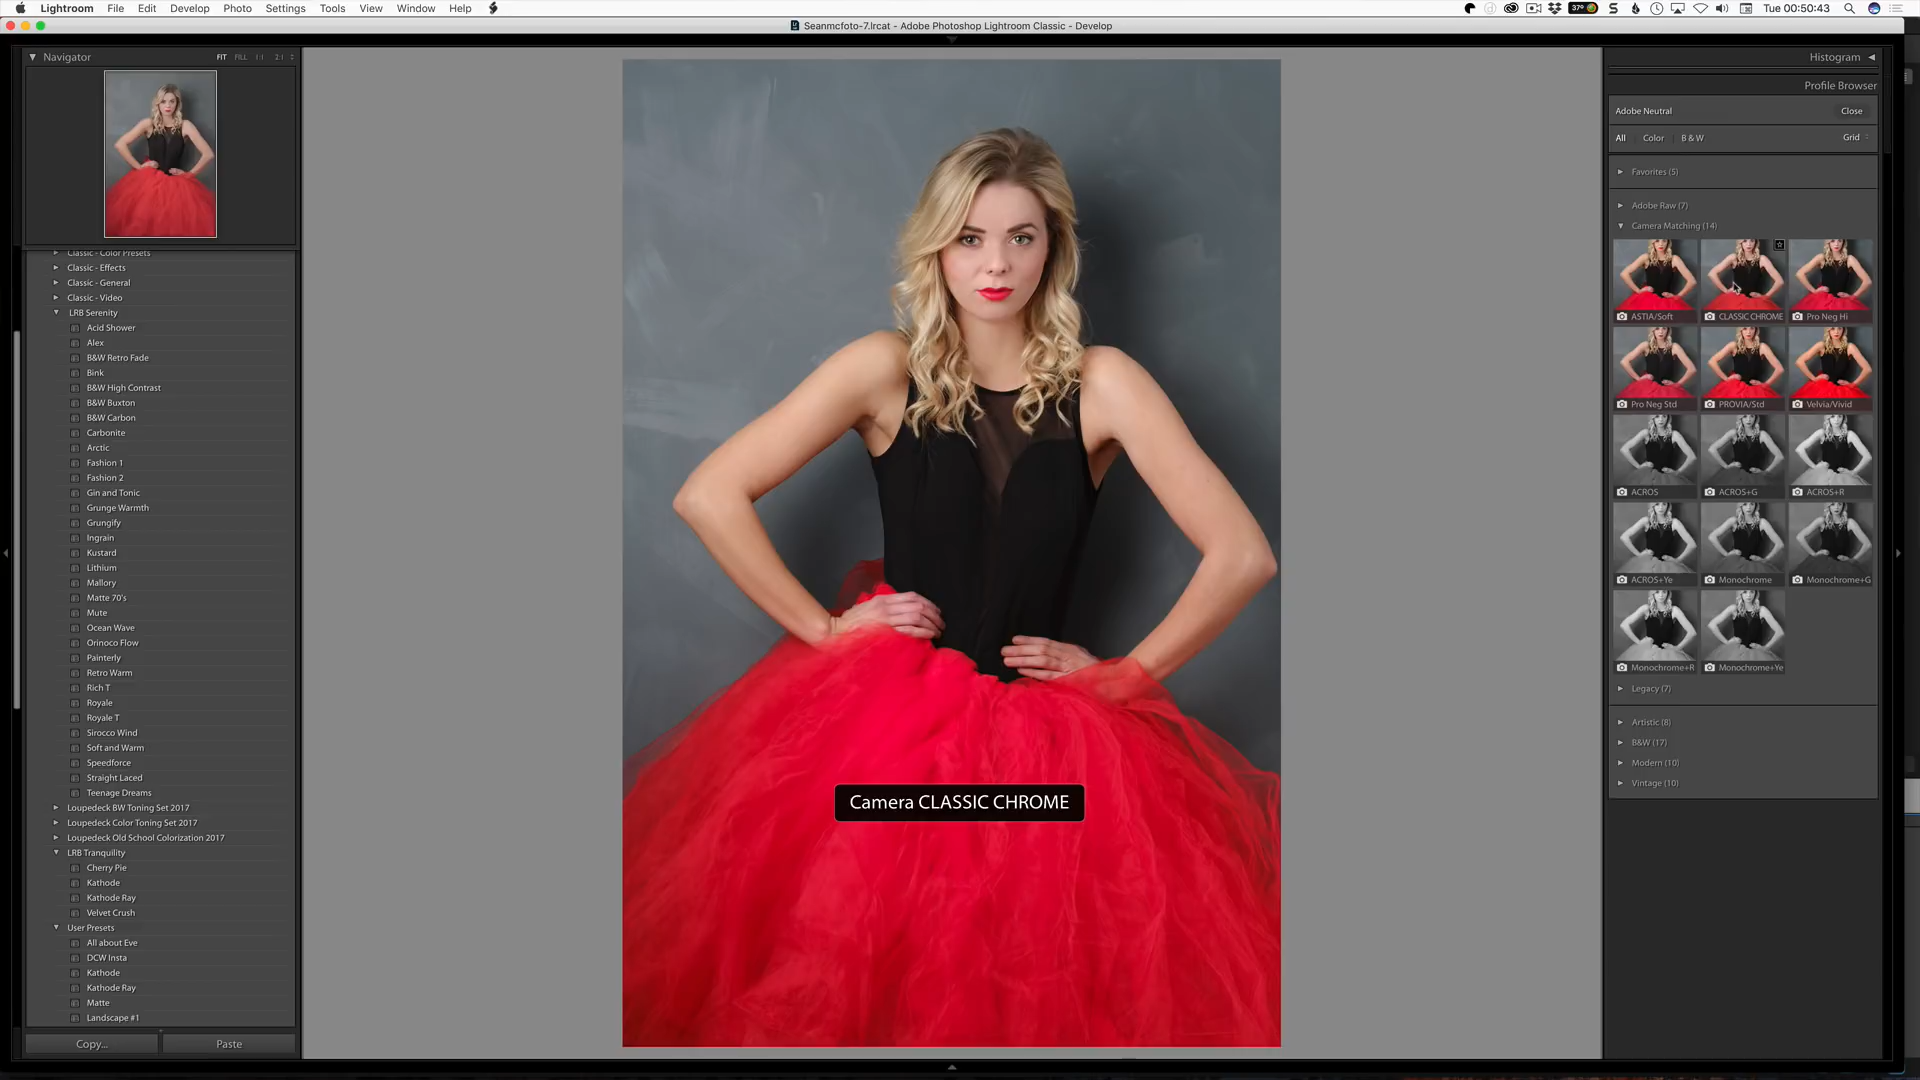 Lightroom File Edit Develop Photo Settings Tools View Window Help 37° Tue 00:50:43
Seanmcfoto-7.lrcat - Adobe Photoshop Lightroom Classic - Develop
Navigator FIT FILL 1:1 2:1
Classic - Color Presets
Classic - Effects
Classic - General
Classic - Video
LRB Serenity
Acid Shower
Alex
B&W Retro Fade
Bink
B&W High Contrast
B&W Buxton
B&W Carbon
Carbonite
Arctic
Fashion 1
Fashion 2
Gin and Tonic
Grunge Warmth
Grungify
Ingrain
Kustard
Lithium
Mallory
Matte 70's
Mute
Ocean Wave
Orinoco Flow
Painterly
Retro Warm
Rich T
Royale
Royale T
Sirocco Wind
Soft and Warm
Speedforce
Straight Laced
Teenage Dreams
Loupedeck BW Toning Set 2017
Loupedeck Color Toning Set 2017
Loupedeck Old School Colorization 2017
LRB Tranquility
Cherry Pie
Kathode
Kathode Ray
Velvet Crush
User Presets
All about Eve
DCW Insta
Kathode
Kathode Ray
Matte
Landscape #1
Copy... Paste
Camera CLASSIC CHROME
Histogram
Profile Browser
Adobe Neutral Close
All Color B & W Grid
Favorites (5)
Adobe Raw (7)
Camera Matching (14)
ASTIA/Soft CLASSIC CHROME Pro Neg Hi
Pro Neg Std PROVIA/Std Velvia/Vivid
ACROS ACROS+G ACROS+R
ACROS+Ye Monochrome Monochrome+G
Monochrome+R Monochrome+Ye
Legacy (7)
Artistic (8)
B&W (17)
Modern (10)
Vintage (10)